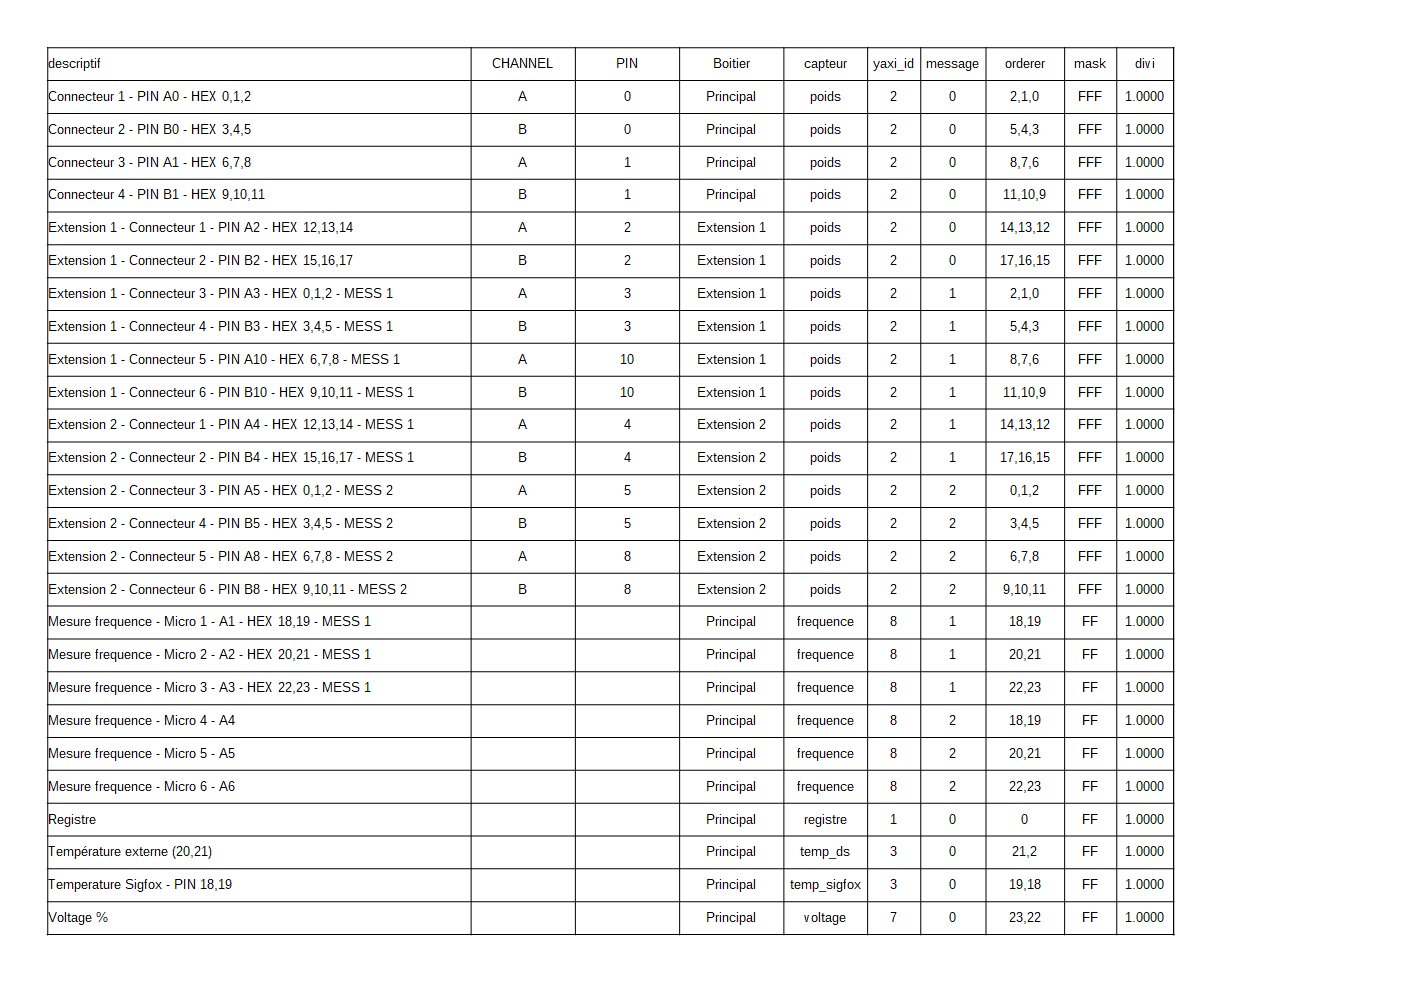 descriptif CHANNEL PIN Boitier capteur yaxi_id message orderer mask divi
Connecteur 1 - PIN A0 - HEX 0,1,2 A 0 Principal poids 2 0 2,1,0 FFF 1.0000
Connecteur 2 - PIN B0 - HEX 3,4,5 B 0 Principal poids 2 0 5,4,3 FFF 1.0000
Connecteur 3 - PIN A1 - HEX 6,7,8 A 1 Principal poids 2 0 8,7,6 FFF 1.0000
Connecteur 4 - PIN B1 - HEX 9,10,11 B 1 Principal poids 2 0 11,10,9 FFF 1.0000
Extension 1 - Connecteur 1 - PIN A2 - HEX 12,13,14 A 2 Extension 1 poids 2 0 14,13,12 FFF 1.0000
Extension 1 - Connecteur 2 - PIN B2 - HEX 15,16,17 B 2 Extension 1 poids 2 0 17,16,15 FFF 1.0000
Extension 1 - Connecteur 3 - PIN A3 - HEX 0,1,2 - MESS 1 A 3 Extension 1 poids 2 1 2,1,0 FFF 1.0000
Extension 1 - Connecteur 4 - PIN B3 - HEX 3,4,5 - MESS 1 B 3 Extension 1 poids 2 1 5,4,3 FFF 1.0000
Extension 1 - Connecteur 5 - PIN A10 - HEX 6,7,8 - MESS 1 A 10 Extension 1 poids 2 1 8,7,6 FFF 1.0000
Extension 1 - Connecteur 6 - PIN B10 - HEX 9,10,11 - MESS 1 B 10 Extension 1 poids 2 1 11,10,9 FFF 1.0000
Extension 2 - Connecteur 1 - PIN A4 - HEX 12,13,14 - MESS 1 A 4 Extension 2 poids 2 1 14,13,12 FFF 1.0000
Extension 2 - Connecteur 2 - PIN B4 - HEX 15,16,17 - MESS 1 B 4 Extension 2 poids 2 1 17,16,15 FFF 1.0000
Extension 2 - Connecteur 3 - PIN A5 - HEX 0,1,2 - MESS 2 A 5 Extension 2 poids 2 2 0,1,2 FFF 1.0000
Extension 2 - Connecteur 4 - PIN B5 - HEX 3,4,5 - MESS 2 B 5 Extension 2 poids 2 2 3,4,5 FFF 1.0000
Extension 2 - Connecteur 5 - PIN A8 - HEX 6,7,8 - MESS 2 A 8 Extension 2 poids 2 2 6,7,8 FFF 1.0000
Extension 2 - Connecteur 6 - PIN B8 - HEX 9,10,11 - MESS 2 B 8 Extension 2 poids 2 2 9,10,11 FFF 1.0000
Mesure frequence - Micro 1 - A1 - HEX 18,19 - MESS 1 Principal frequence 8 1 18,19 FF 1.0000
Mesure frequence - Micro 2 - A2 - HEX 20,21 - MESS 1 Principal frequence 8 1 20,21 FF 1.0000
Mesure frequence - Micro 3 - A3 - HEX 22,23 - MESS 1 Principal frequence 8 1 22,23 FF 1.0000
Mesure frequence - Micro 4 - A4 Principal frequence 8 2 18,19 FF 1.0000
Mesure frequence - Micro 5 - A5 Principal frequence 8 2 20,21 FF 1.0000
Mesure frequence - Micro 6 - A6 Principal frequence 8 2 22,23 FF 1.0000
Registre Principal registre 1 0 0 FF 1.0000
Température externe (20,21) Principal temp_ds 3 0 21,2 FF 1.0000
Temperature Sigfox - PIN 18,19 Principal temp_sigfox 3 0 19,18 FF 1.0000
Voltage % Principal voltage 7 0 23,22 FF 1.0000